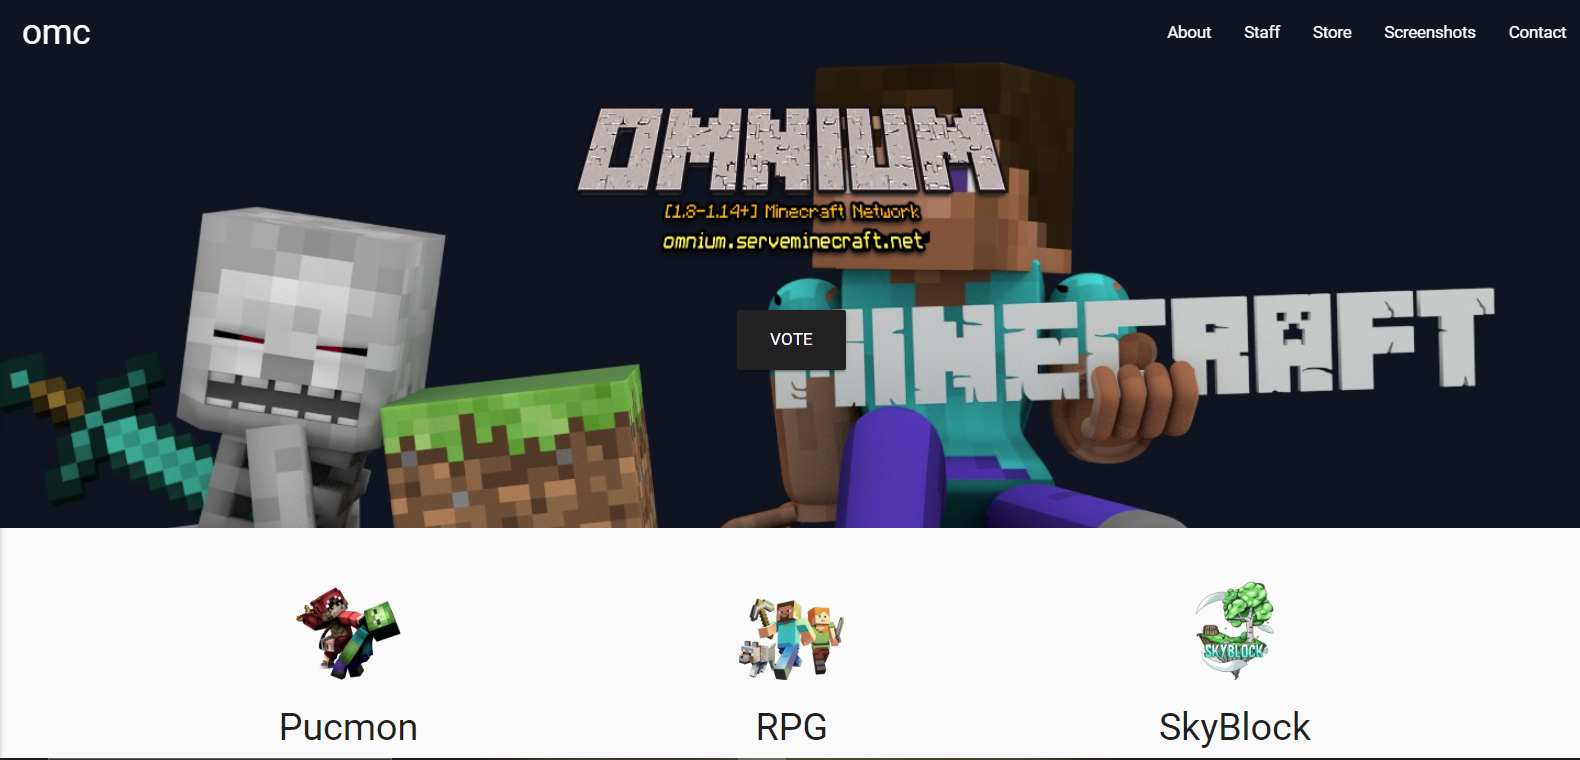 omc
About Staff Store Screenshots Contact
OMNIUM
[1.8-1.14+] Minecraft Network
omnium.serveminecraft.net
MINECRAFT
VOTE
SKYBLOCK
Pucmon RPG SkyBlock